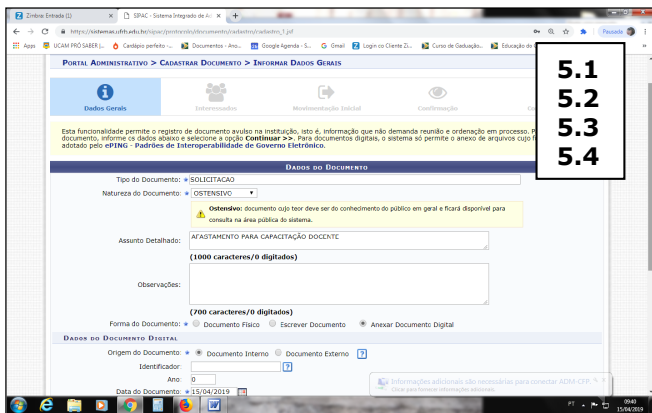 Zimbra: Entrada (1)
SIPAC - Sistema Integrado de
https://sistemas.ufrb.edu.br/sipac/protocolo/documento/cadastro/cadastro_1.jsf
Pausada
Apps UCAM PRÓ SABER | Cardápio perfeito - Documentos - Ano... Google Agenda - S... Gmail Login do Cliente Zi... Curso de Graduação... Educação do
5.1
5.2
5.3
5.4
PORTAL ADMINISTRATIVO > CADASTRAR DOCUMENTO > INFORMAR DADOS GERAIS
Dados Gerais Interessados Movimentação Inicial Confirmação
Esta funcionalidade permite o registro de documento avulso na instituição, isto é, informação que não demanda reunião e ordenação em processo.
documento, informe os dados abaixo e selecione a opção Continuar >>. Para documentos digitais, o sistema só permite o anexo de arquivos cujo
adotado pelo ePING - Padrões de Interoperabilidade de Governo Eletrônico.
DADOS DO DOCUMENTO
Tipo do Documento: SOLICITACAO
Natureza do Documento: OSTENSIVO
Ostensivo: documento cujo teor deve ser do conhecimento do público em geral e ficará disponível para
consulta na área pública do sistema.
Assunto Detalhado: AFASTAMENTO PARA CAPACITAÇÃO DOCENTE
(1000 caracteres/0 digitados)
Observações:
(700 caracteres/0 digitados)
Forma do Documento: Documento Físico Escrever Documento Anexar Documento Digital
DADOS DO DOCUMENTO DIGITAL
Origem do Documento: Documento Interno Documento Externo ?
Identificador: ?
Ano: 0
Data do Documento: 15/04/2019
Informações adicionais são necessárias para conectar ADM-CFP.
Clicar para fornecer informações adicionais.
PT 09:40
15/04/2019